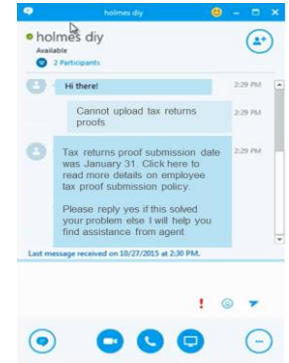 holmes diy
holmes diy
Available
2 Participants
Hi there!
2:29 PM
Cannot upload tax returns
proofs
2:29 PM
Tax returns proof submission date
2:29 PM
was January 31. Click here to
read more details on employee
tax proof submission policy.
Please reply yes if this solved
your problem else I will help you
find assistance from agent
Last message received on 10/27/2015 at 2:30 PM.